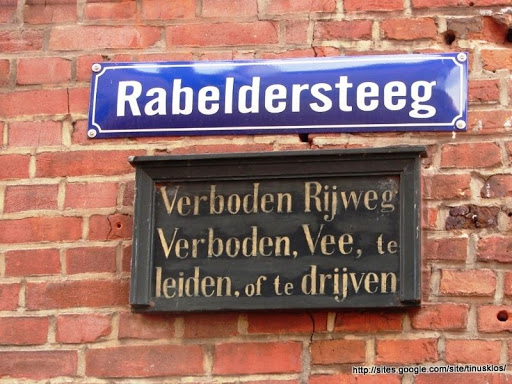 Rabeldersteeg
Verboden Rijweg
Verboden, Vee, te
leiden, of te drijven
http://sites.google.com/site/tinusklos/